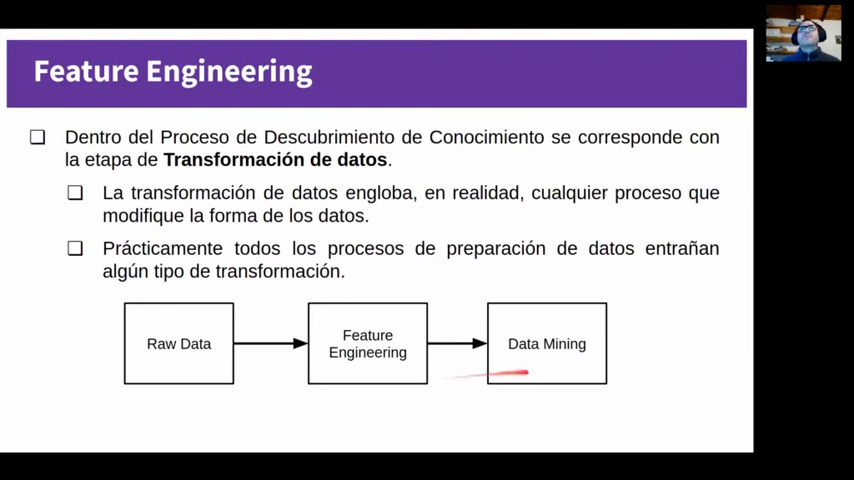 Feature Engineering
Dentro del Proceso de Descubrimiento de Conocimiento se corresponde con
la etapa de Transformación de datos.
La transformación de datos engloba, en realidad, cualquier proceso que
modifique la forma de los datos.
Prácticamente todos los procesos de preparación de datos entrañan
algún tipo de transformación.
Raw Data
Feature
Engineering
Data Mining